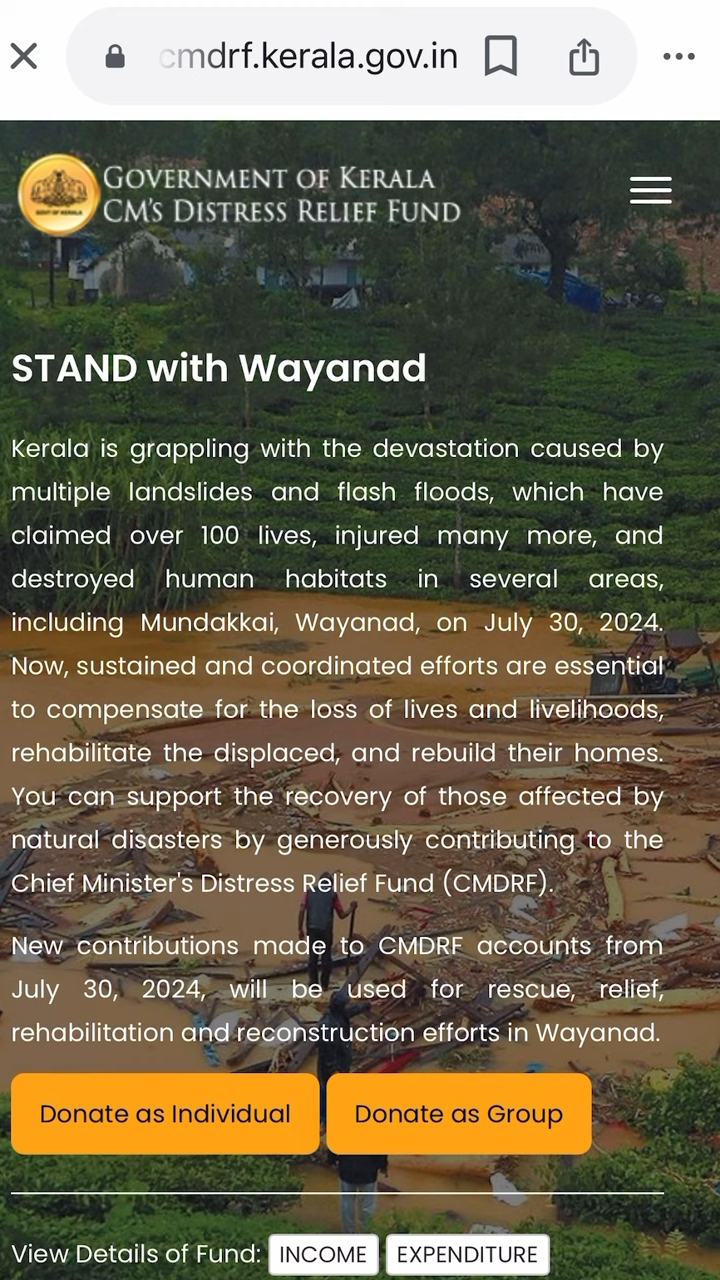 cmdrf.kerala.gov.in
GOVERNMENT OF KERALA
CM'S DISTRESS RELIEF FUND
GOVT OF KERALA
STAND with Wayanad
Kerala is grappling with the devastation caused by
multiple landslides and flash floods, which have
claimed over 100 lives, injured many more, and
destroyed human habitats in several areas,
including Mundakkai, Wayanad, on July 30, 2024.
Now, sustained and coordinated efforts are essential
to compensate for the loss of lives and livelihoods,
rehabilitate the displaced, and rebuild their homes.
You can support the recovery of those affected by
natural disasters by generously contributing to the
Chief Minister's Distress Relief Fund (CMDRF).
New contributions made to CMDRF accounts from
July 30, 2024, will be used for rescue, relief,
rehabilitation and reconstruction efforts in Wayanad.
Donate as Individual Donate as Group
View Details of Fund: INCOME EXPENDITURE